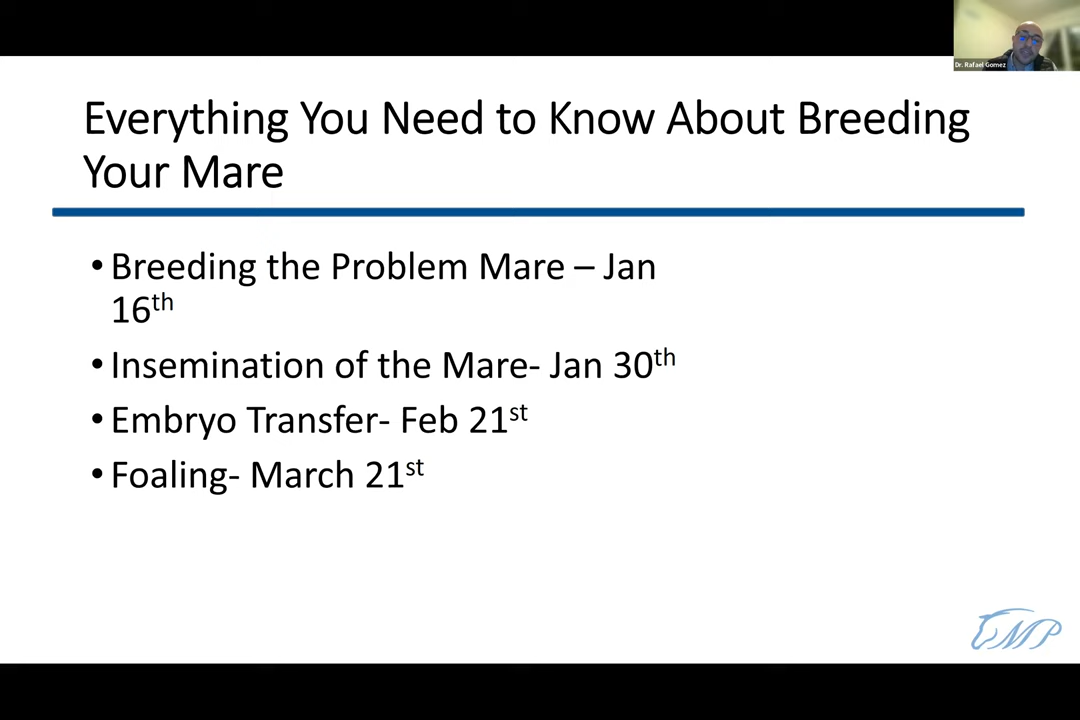 Dr. Rafael Gomez
Everything You Need to Know About Breeding
Your Mare
• Breeding the Problem Mare – Jan
16th
• Insemination of the Mare- Jan 30th
• Embryo Transfer- Feb 21st
• Foaling- March 21st
MP